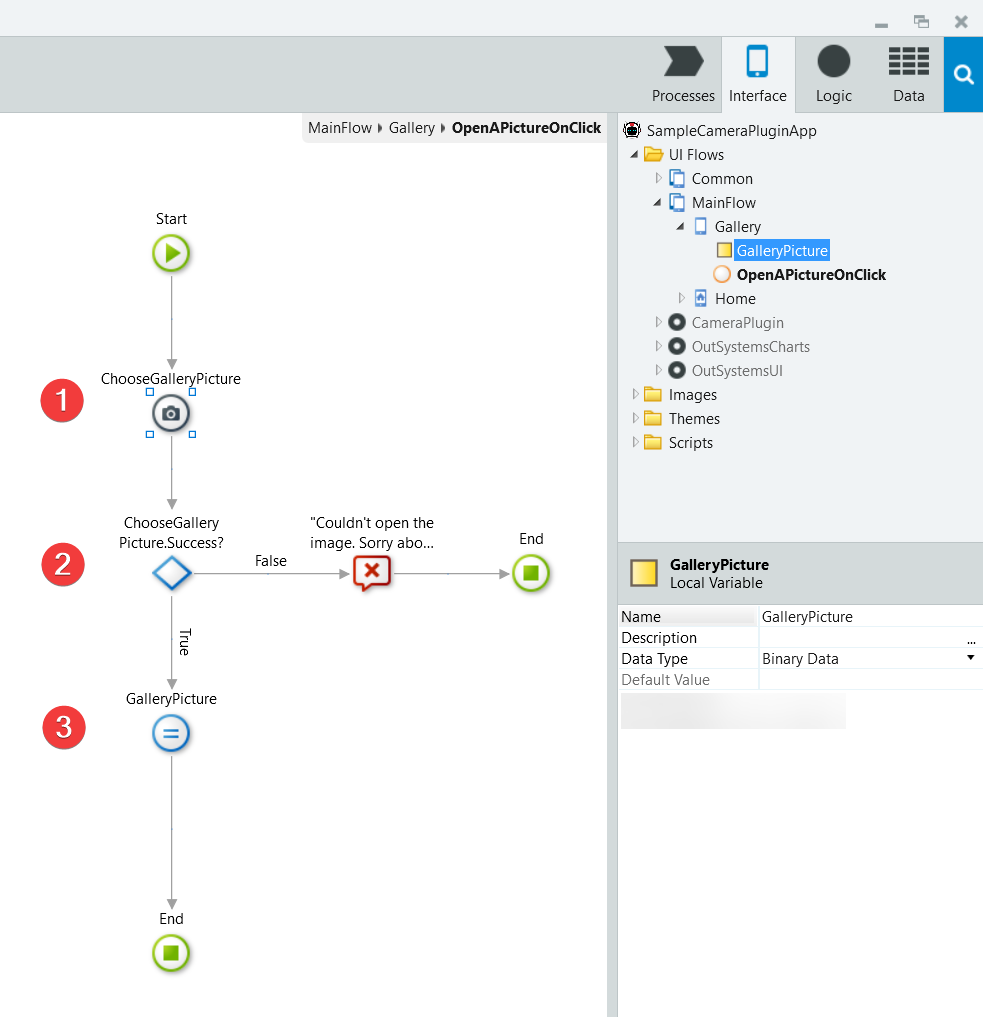 Processes
Interface
Logic
Data
MainFlow Gallery OpenAPictureOnClick
Start
ChooseGalleryPicture
1
ChooseGallery
Picture.Success?
2
False
"Couldn't open the
image. Sorry abo...
End
True
GalleryPicture
3
End
SampleCameraPluginApp
UI Flows
Common
MainFlow
Gallery
GalleryPicture
OpenAPictureOnClick
Home
CameraPlugin
OutSystemsCharts
OutSystemsUI
Images
Themes
Scripts
GalleryPicture
Local Variable
Name GalleryPicture
Description ...
Data Type Binary Data
Default Value